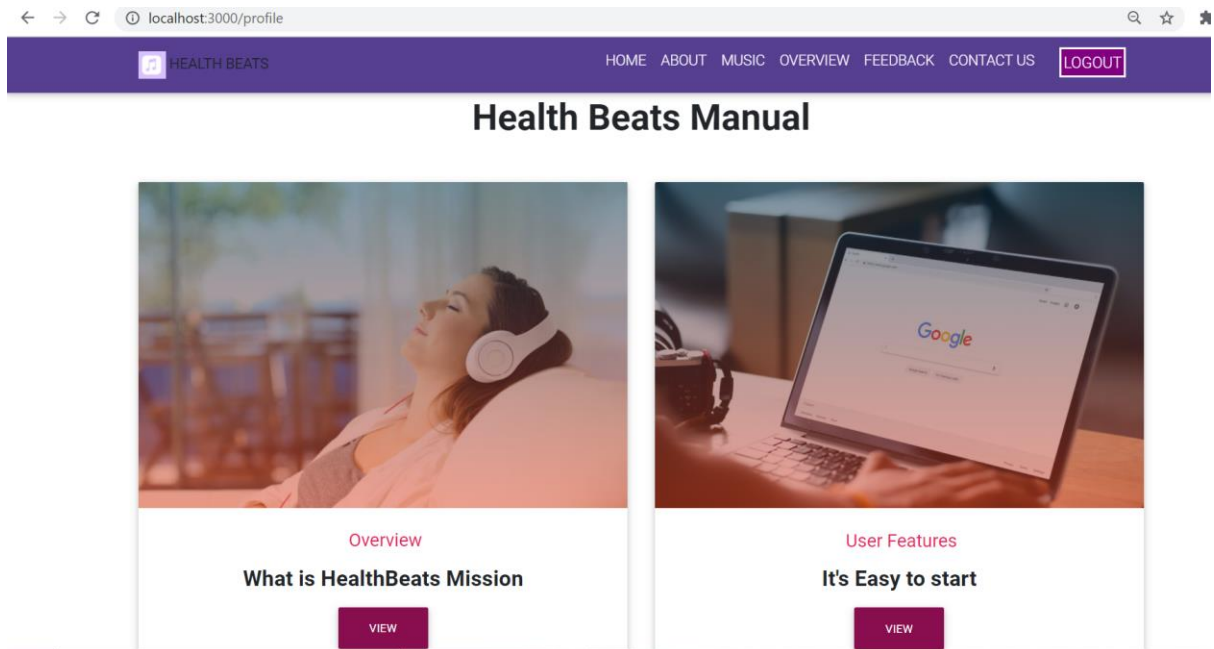 localhost:3000/profile
HEALTH BEATS HOME ABOUT MUSIC OVERVIEW FEEDBACK CONTACT US LOGOUT
Health Beats Manual
Google
Overview
What is HealthBeats Mission
VIEW
User Features
It's Easy to start
VIEW